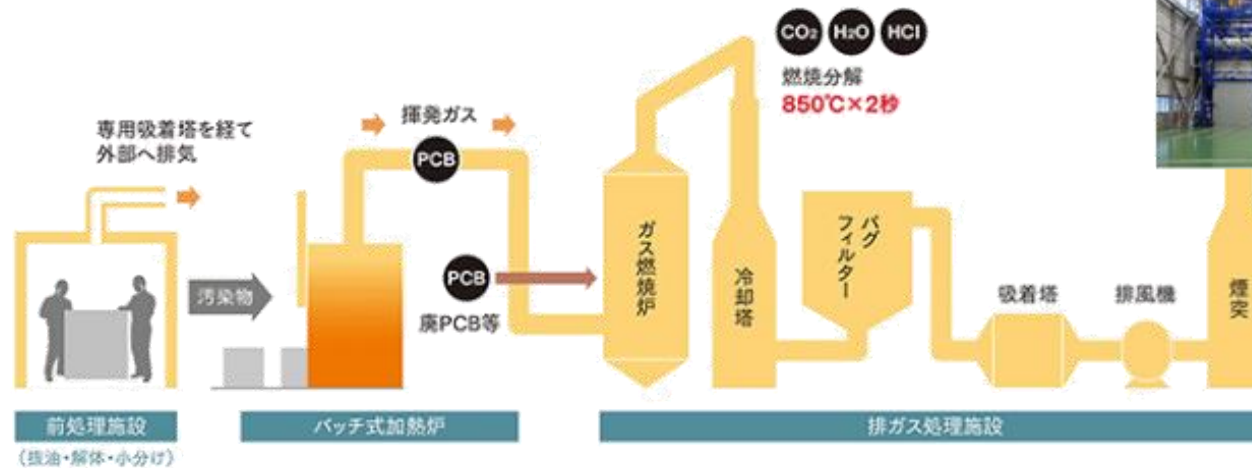 CO₂ H₂O HCl
燃焼分解
850℃×2秒
専用吸着塔を経て
外部へ排気
揮発ガス
PCB
汚染物
PCB
廃PCB等
ガス燃焼炉
冷却塔
バグ
フィルター
吸着塔
排風機
煙突
前処理施設
（抜油・解体・小分け）
バッチ式加熱炉
排ガス処理施設